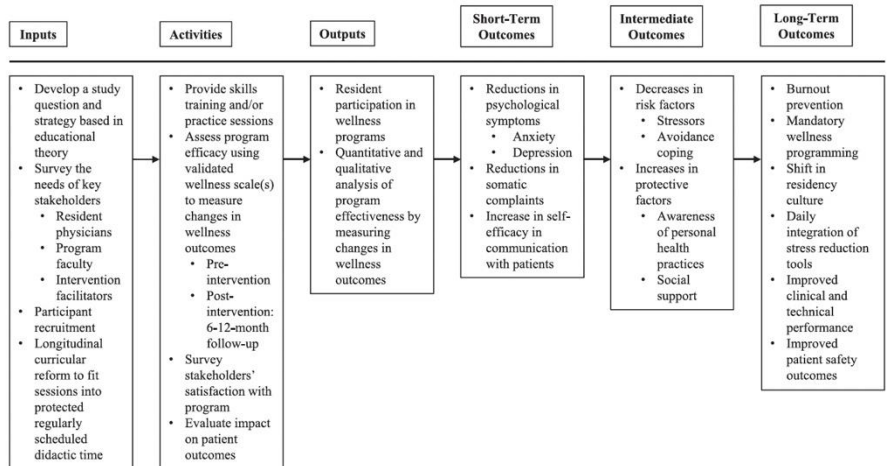 Inputs
Activities
Outputs
Short-Term
Outcomes
Intermediate
Outcomes
Long-Term
Outcomes
• Develop a study
question and
strategy based in
educational
theory
• Survey the
needs of key
stakeholders
• Resident
physicians
• Program
faculty
• Intervention
facilitators
• Participant
recruitment
• Longitudinal
curricular
reform to fit
sessions into
protected
regularly
scheduled
didactic time
• Provide skills
training and/or
practice sessions
• Assess program
efficacy using
validated
wellness scale(s)
to measure
changes in
wellness
outcomes
• Pre-
intervention
• Post-
intervention:
6-12-month
follow-up
• Survey
stakeholders'
satisfaction with
program
• Evaluate impact
on patient
outcomes
• Resident
participation in
wellness
programs
• Quantitative and
qualitative
analysis of
program
effectiveness by
measuring
changes in
wellness
outcomes
• Reductions in
psychological
symptoms
• Anxiety
• Depression
• Reductions in
somatic
complaints
• Increase in self-
efficacy in
communication
with patients
• Decreases in
risk factors
• Stressors
• Avoidance
coping
• Increases in
protective
factors
• Awareness
of personal
health
practices
• Social
support
• Burnout
prevention
• Mandatory
wellness
programming
• Shift in
residency
culture
• Daily
integration of
stress reduction
tools
• Improved
clinical and
technical
performance
• Improved
patient safety
outcomes